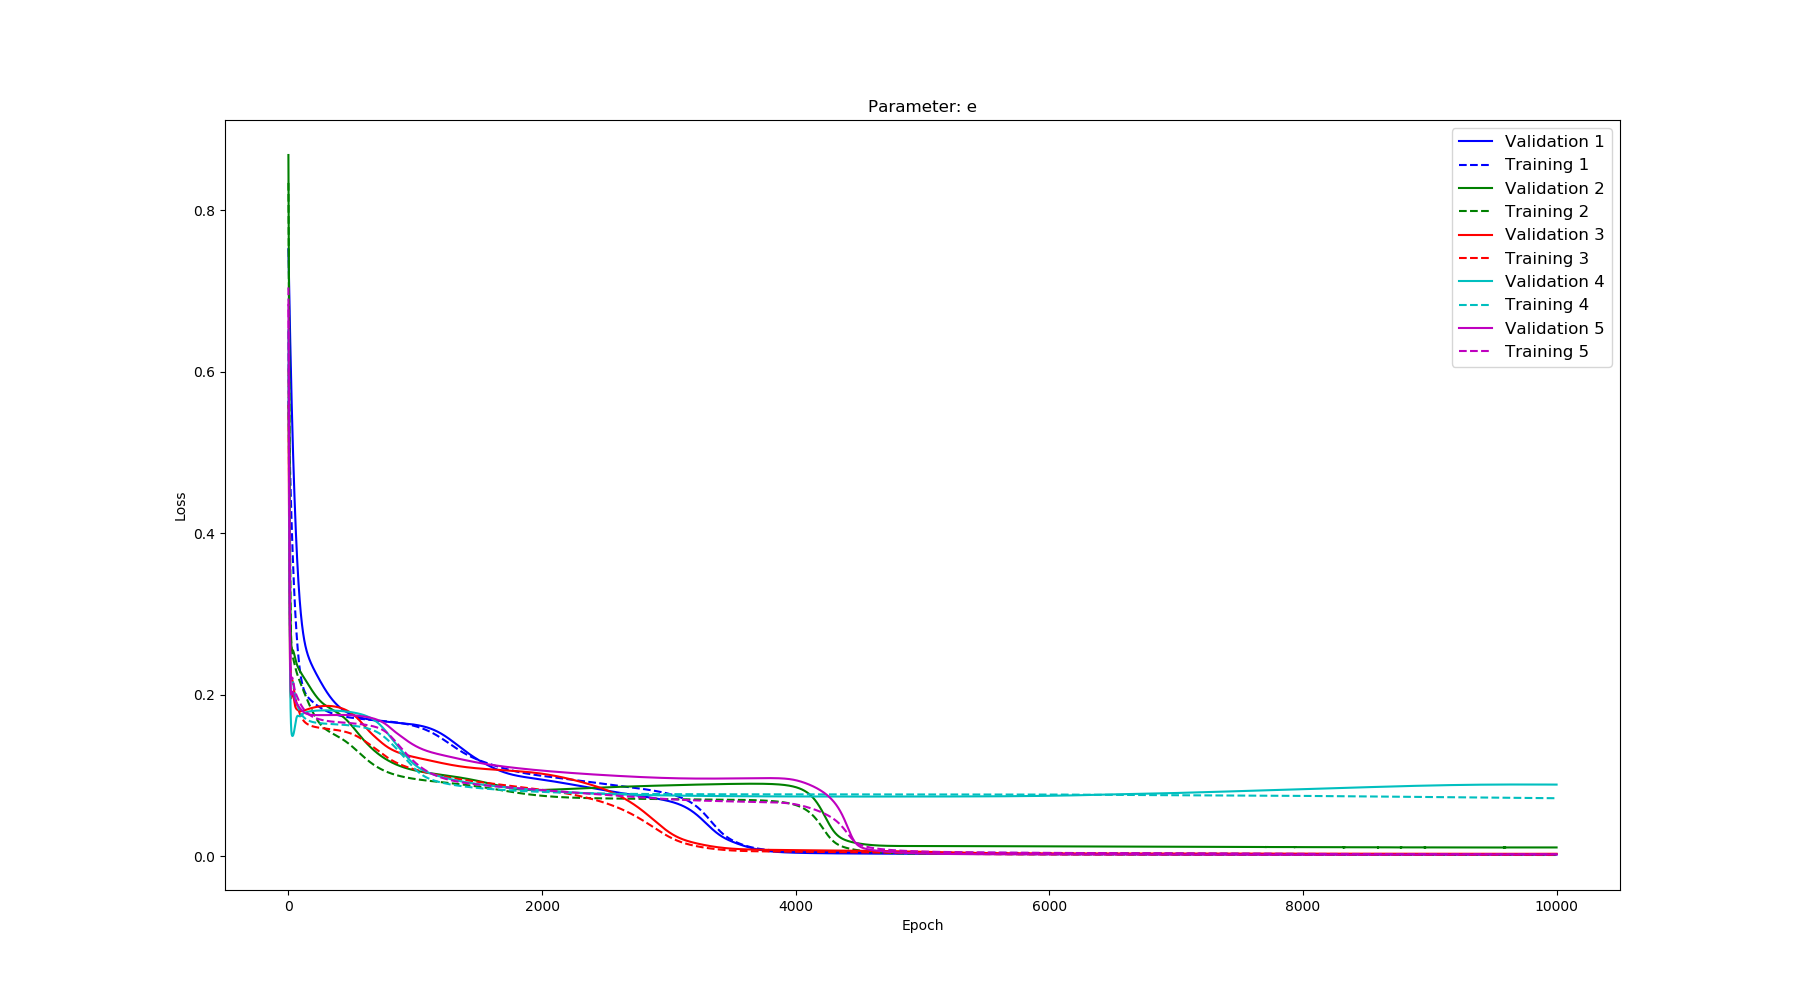 Parameter: e
Validation 1
Training 1
Validation 2
Training 2
Validation 3
Training 3
Validation 4
Training 4
Validation 5
Training 5
0.8
0.6
0.4
0.2
0.0
Loss
0 2000 4000 6000 8000 10000
Epoch